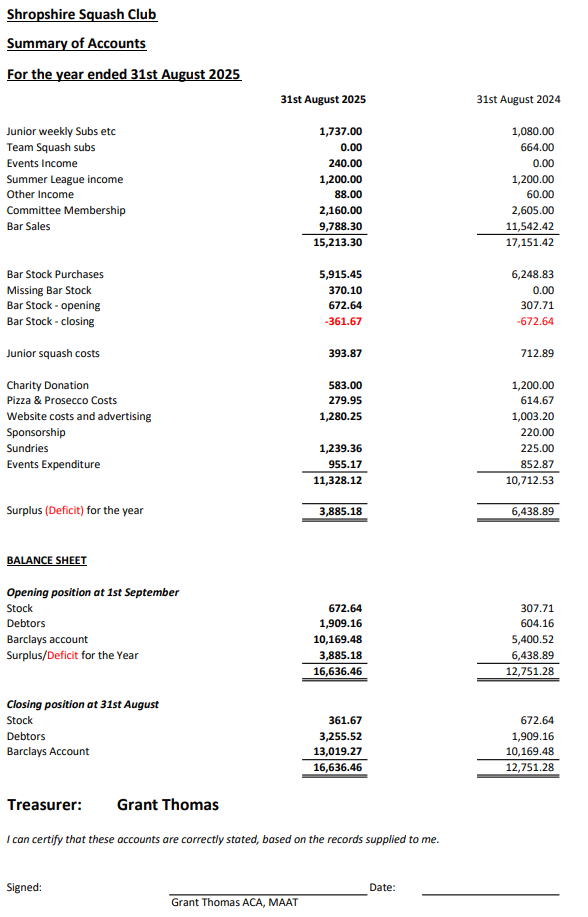 Shropshire Squash Club
Summary of Accounts
For the year ended 31st August 2025
31st August 2025 31st August 2024
Junior weekly Subs etc 1,737.00 1,080.00
Team Squash subs 0.00 664.00
Events Income 240.00 0.00
Summer League income 1,200.00 1,200.00
Other Income 88.00 60.00
Committee Membership 2,160.00 2,605.00
Bar Sales 9,788.30 11,542.42
15,213.30 17,151.42
Bar Stock Purchases 5,915.45 6,248.83
Missing Bar Stock 370.10 0.00
Bar Stock - opening 672.64 307.71
Bar Stock - closing -361.67 -672.64
Junior squash costs 393.87 712.89
Charity Donation 583.00 1,200.00
Pizza & Prosecco Costs 279.95 614.67
Website costs and advertising 1,280.25 1,003.20
Sponsorship 220.00
Sundries 1,239.36 225.00
Events Expenditure 955.17 852.87
11,328.12 10,712.53
Surplus (Deficit) for the year 3,885.18 6,438.89
BALANCE SHEET
Opening position at 1st September
Stock 672.64 307.71
Debtors 1,909.16 604.16
Barclays account 10,169.48 5,400.52
Surplus/Deficit for the Year 3,885.18 6,438.89
16,636.46 12,751.28
Closing position at 31st August
Stock 361.67 672.64
Debtors 3,255.52 1,909.16
Barclays Account 13,019.27 10,169.48
16,636.46 12,751.28
Treasurer: Grant Thomas
I can certify that these accounts are correctly stated, based on the records supplied to me.
Signed: Date:
Grant Thomas ACA, MAAT